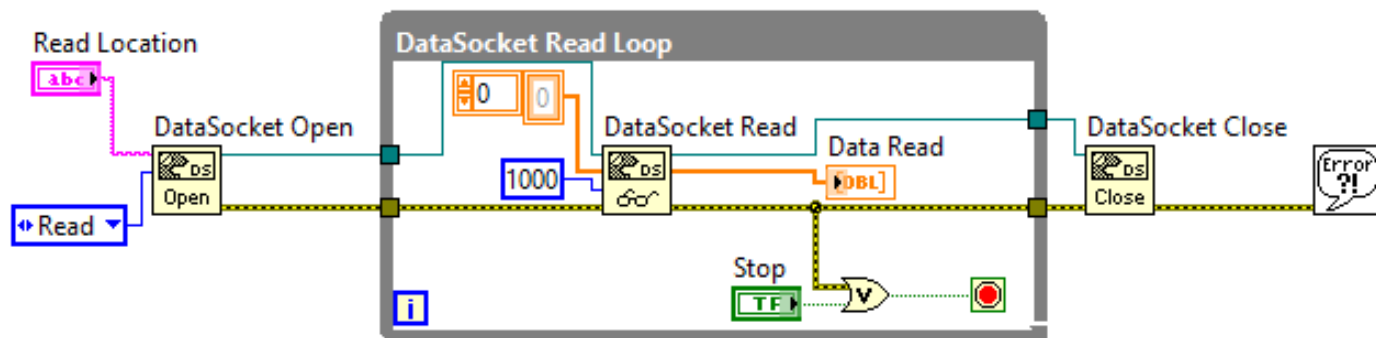 Read Location
abc
DataSocket Open
DS
Open
Read
DataSocket Read Loop
0
0
1000
DataSocket Read
DS
Data Read
DBL]
Stop
TF
V
i
DataSocket Close
DS
Close
Error
?!